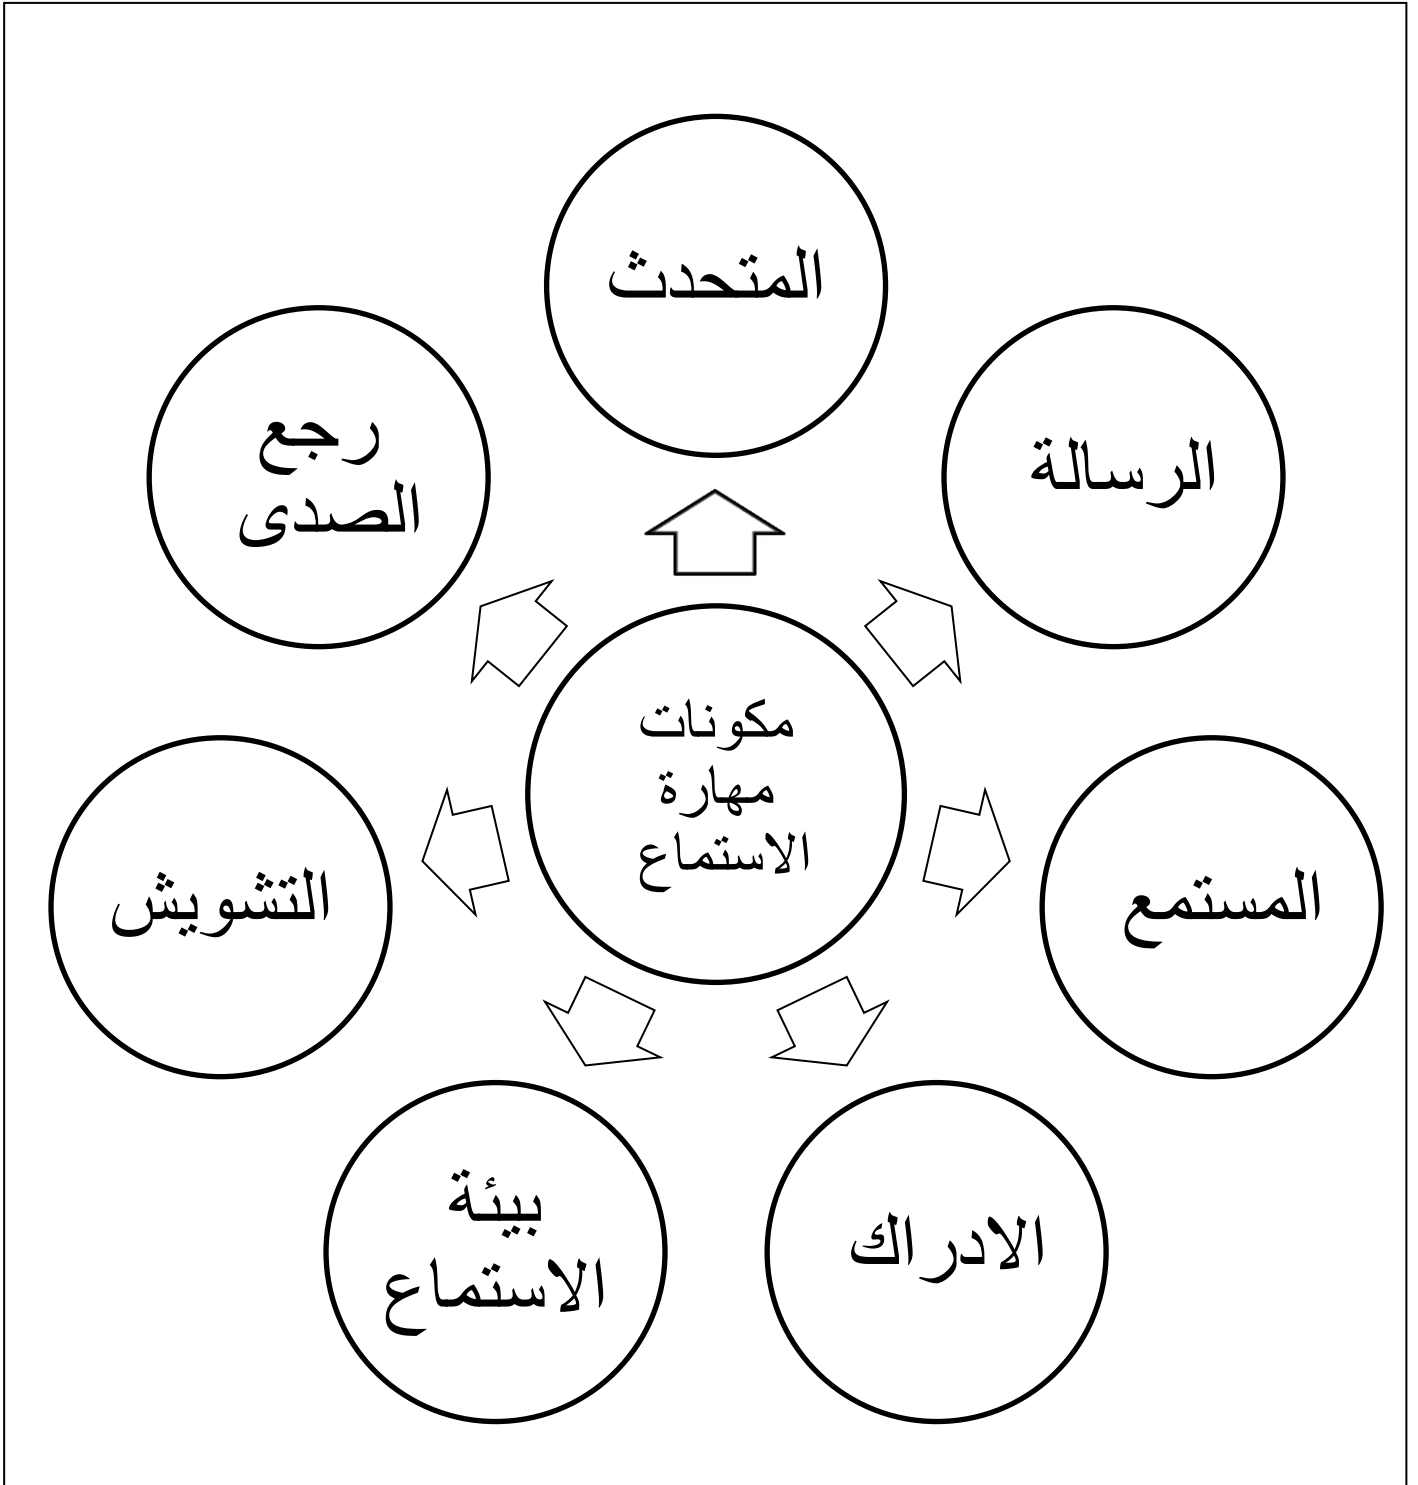 المتحدث
الرسالة
رجع
الصدى
مكونات
مهارة
الاستماع
المستمع
التشويش
الادراك
بيئة
الاستماع